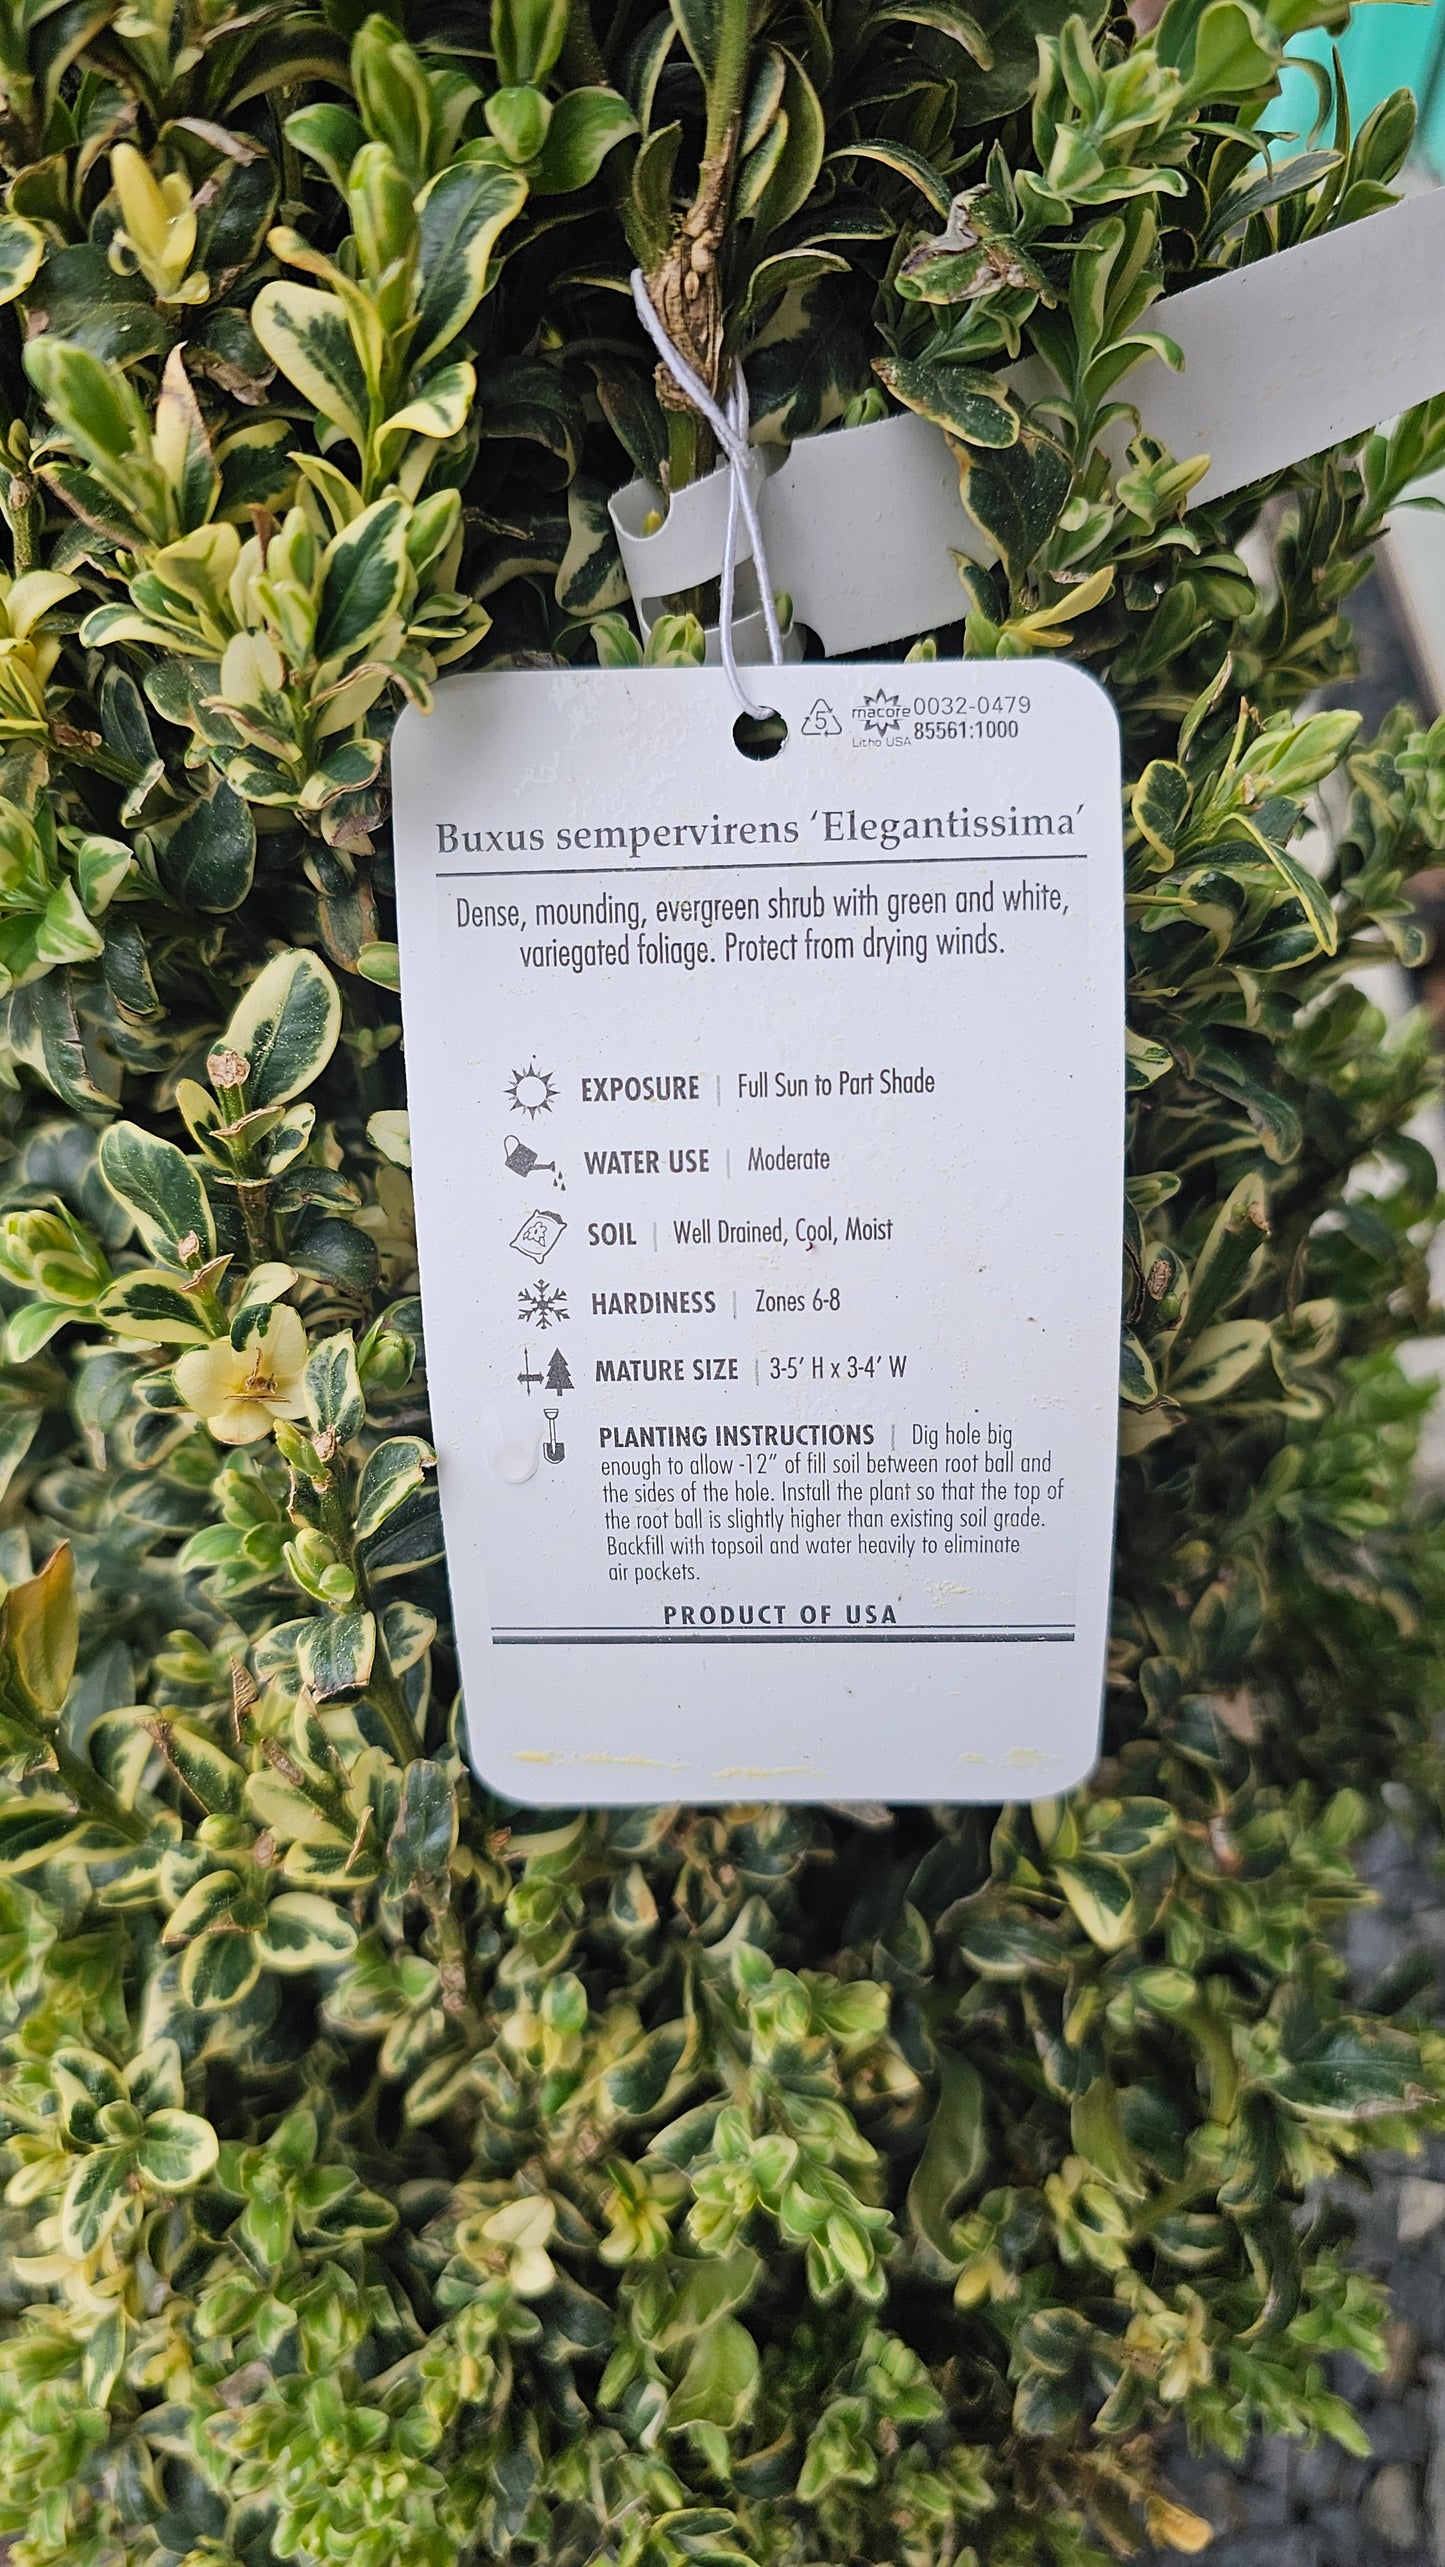 5 macore 0032-0479
Litho USA 85561:1000
Buxus sempervirens ‘Elegantissima’
Dense, mounding, evergreen shrub with green and white,
variegated foliage. Protect from drying winds.
EXPOSURE | Full Sun to Part Shade
WATER USE | Moderate
SOIL | Well Drained, Cool, Moist
HARDINESS | Zones 6-8
MATURE SIZE | 3-5’ H x 3-4’ W
PLANTING INSTRUCTIONS | Dig hole big
enough to allow -12” of fill soil between root ball and
the sides of the hole. Install the plant so that the top of
the root ball is slightly higher than existing soil grade.
Backfill with topsoil and water heavily to eliminate
air pockets.
PRODUCT OF USA